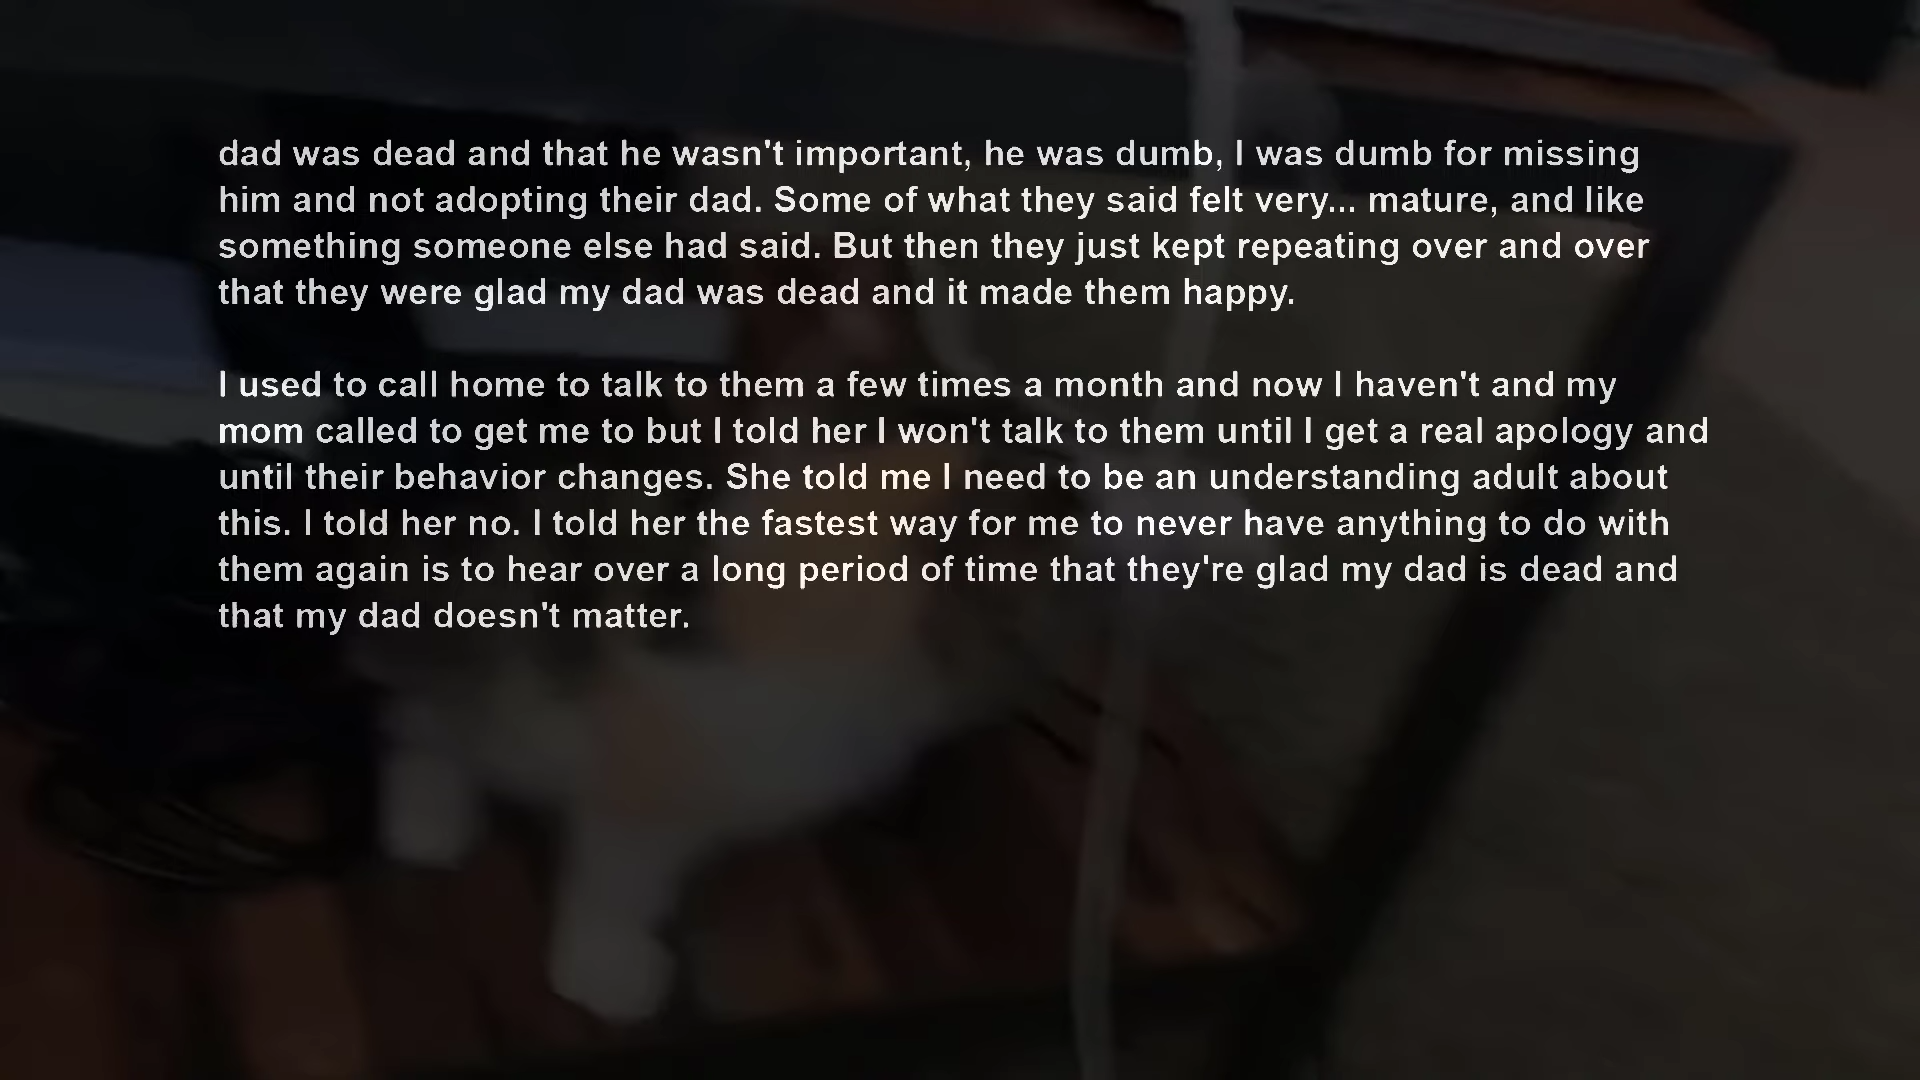 dad was dead and that he wasn't important, he was dumb, I was dumb for missing
him and not adopting their dad. Some of what they said felt very... mature, and like
something someone else had said. But then they just kept repeating over and over
that they were glad my dad was dead and it made them happy.
I used to call home to talk to them a few times a month and now I haven't and my
mom called to get me to but I told her I won't talk to them until I get a real apology and
until their behavior changes. She told me I need to be an understanding adult about
this. I told her no. I told her the fastest way for me to never have anything to do with
them again is to hear over a long period of time that they're glad my dad is dead and
that my dad doesn't matter.